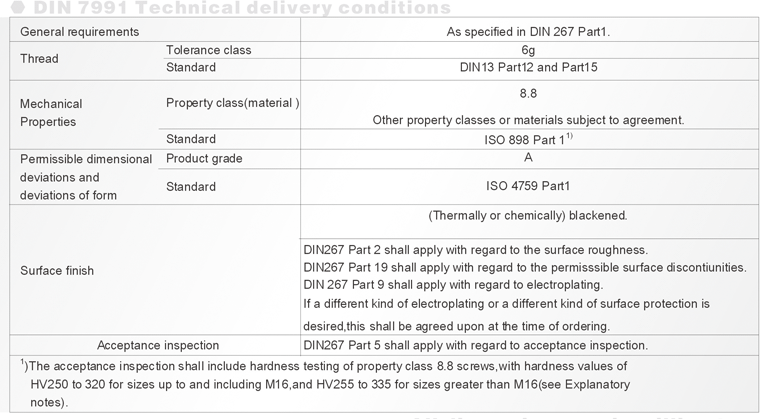 DIN 7991 Technical delivery conditions
General requirements As specified in DIN 267 Part1.
Thread
Tolerance class 6g
Standard DIN13 Part12 and Part15
Mechanical
Properties
Property class(material )
8.8
Other property classes or materials subject to agreement.
Standard ISO 898 Part 1 1)
Permissible dimensional
deviations and
deviations of form
Product grade A
Standard ISO 4759 Part1
Surface finish
(Thermally or chemically) blackened.
DIN267 Part 2 shall apply with regard to the surface roughness.
DIN267 Part 19 shall apply with regard to the permisssible surface discontiunities.
DIN 267 Part 9 shall apply with regard to electroplating.
If a different kind of electroplating or a different kind of surface protection is
desired,this shall be agreed upon at the time of ordering.
Acceptance inspection DIN267 Part 5 shall apply with regard to acceptance inspection.
1)The acceptance inspection shall include hardness testing of property class 8.8 screws,with hardness values of
HV250 to 320 for sizes up to and including M16,and HV255 to 335 for sizes greater than M16(see Explanatory
notes).